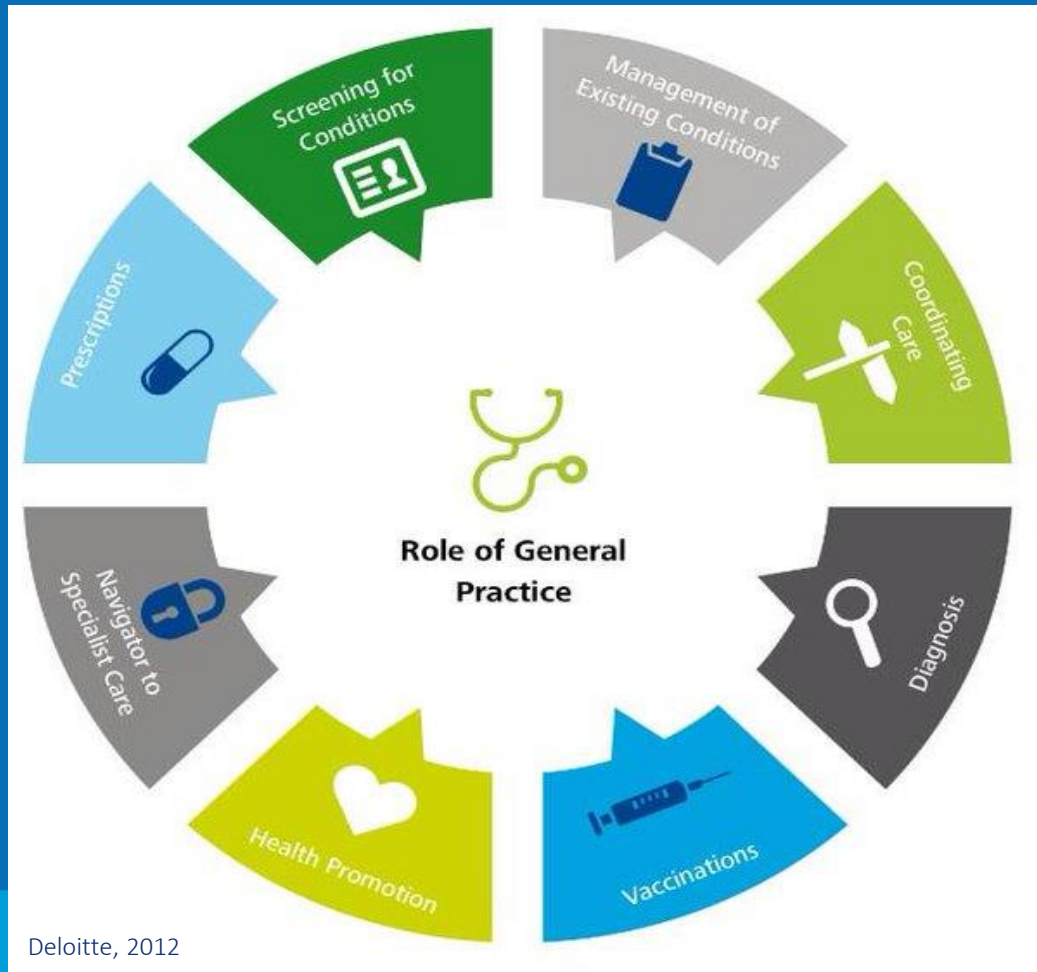 Screening for
Conditions
Management of
Existing Conditions
Coordinating
Care
Diagnosis
Vaccinations
Health Promotion
Navigator to
Specialist Care
Prescriptions
Role of General
Practice
Deloitte, 2012